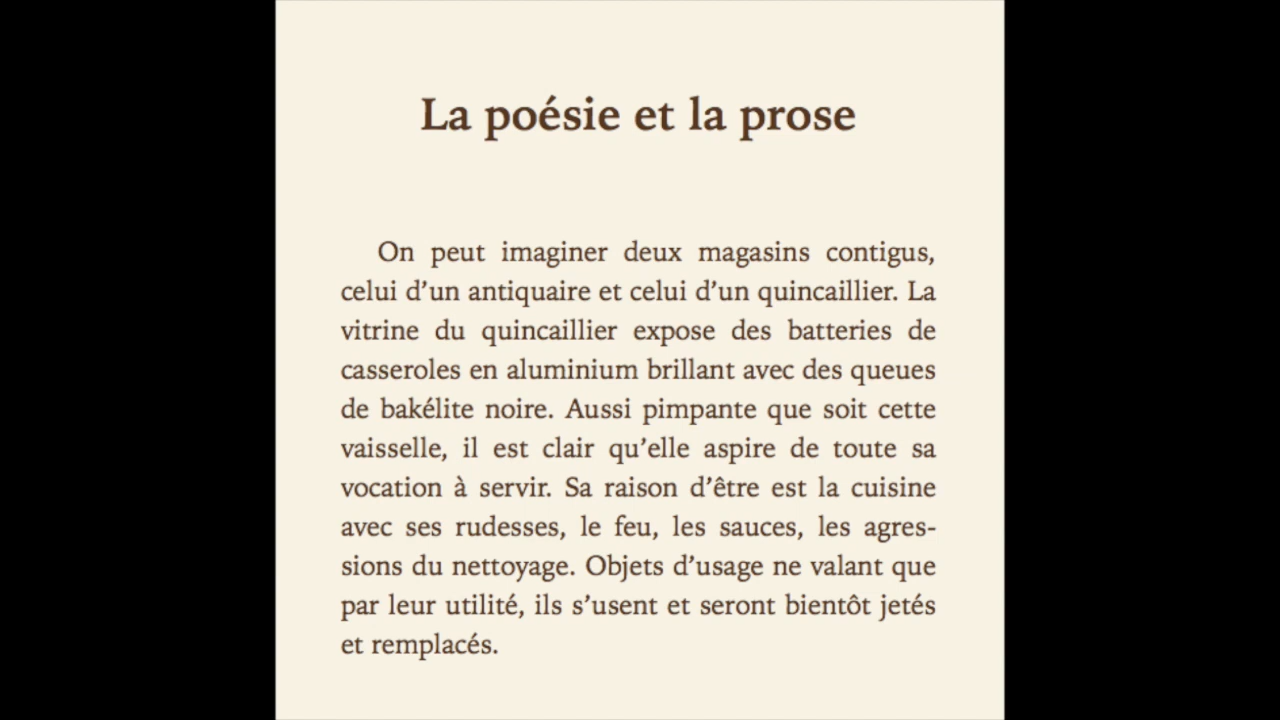 La poésie et la prose
On peut imaginer deux magasins contigus,
celui d’un antiquaire et celui d’un quincaillier. La
vitrine du quincaillier expose des batteries de
casseroles en aluminium brillant avec des queues
de bakélite noire. Aussi pimpante que soit cette
vaisselle, il est clair qu’elle aspire de toute sa
vocation à servir. Sa raison d’être est la cuisine
avec ses rudesses, le feu, les sauces, les agres-
sions du nettoyage. Objets d’usage ne valant que
par leur utilité, ils s’usent et seront bientôt jetés
et remplacés.